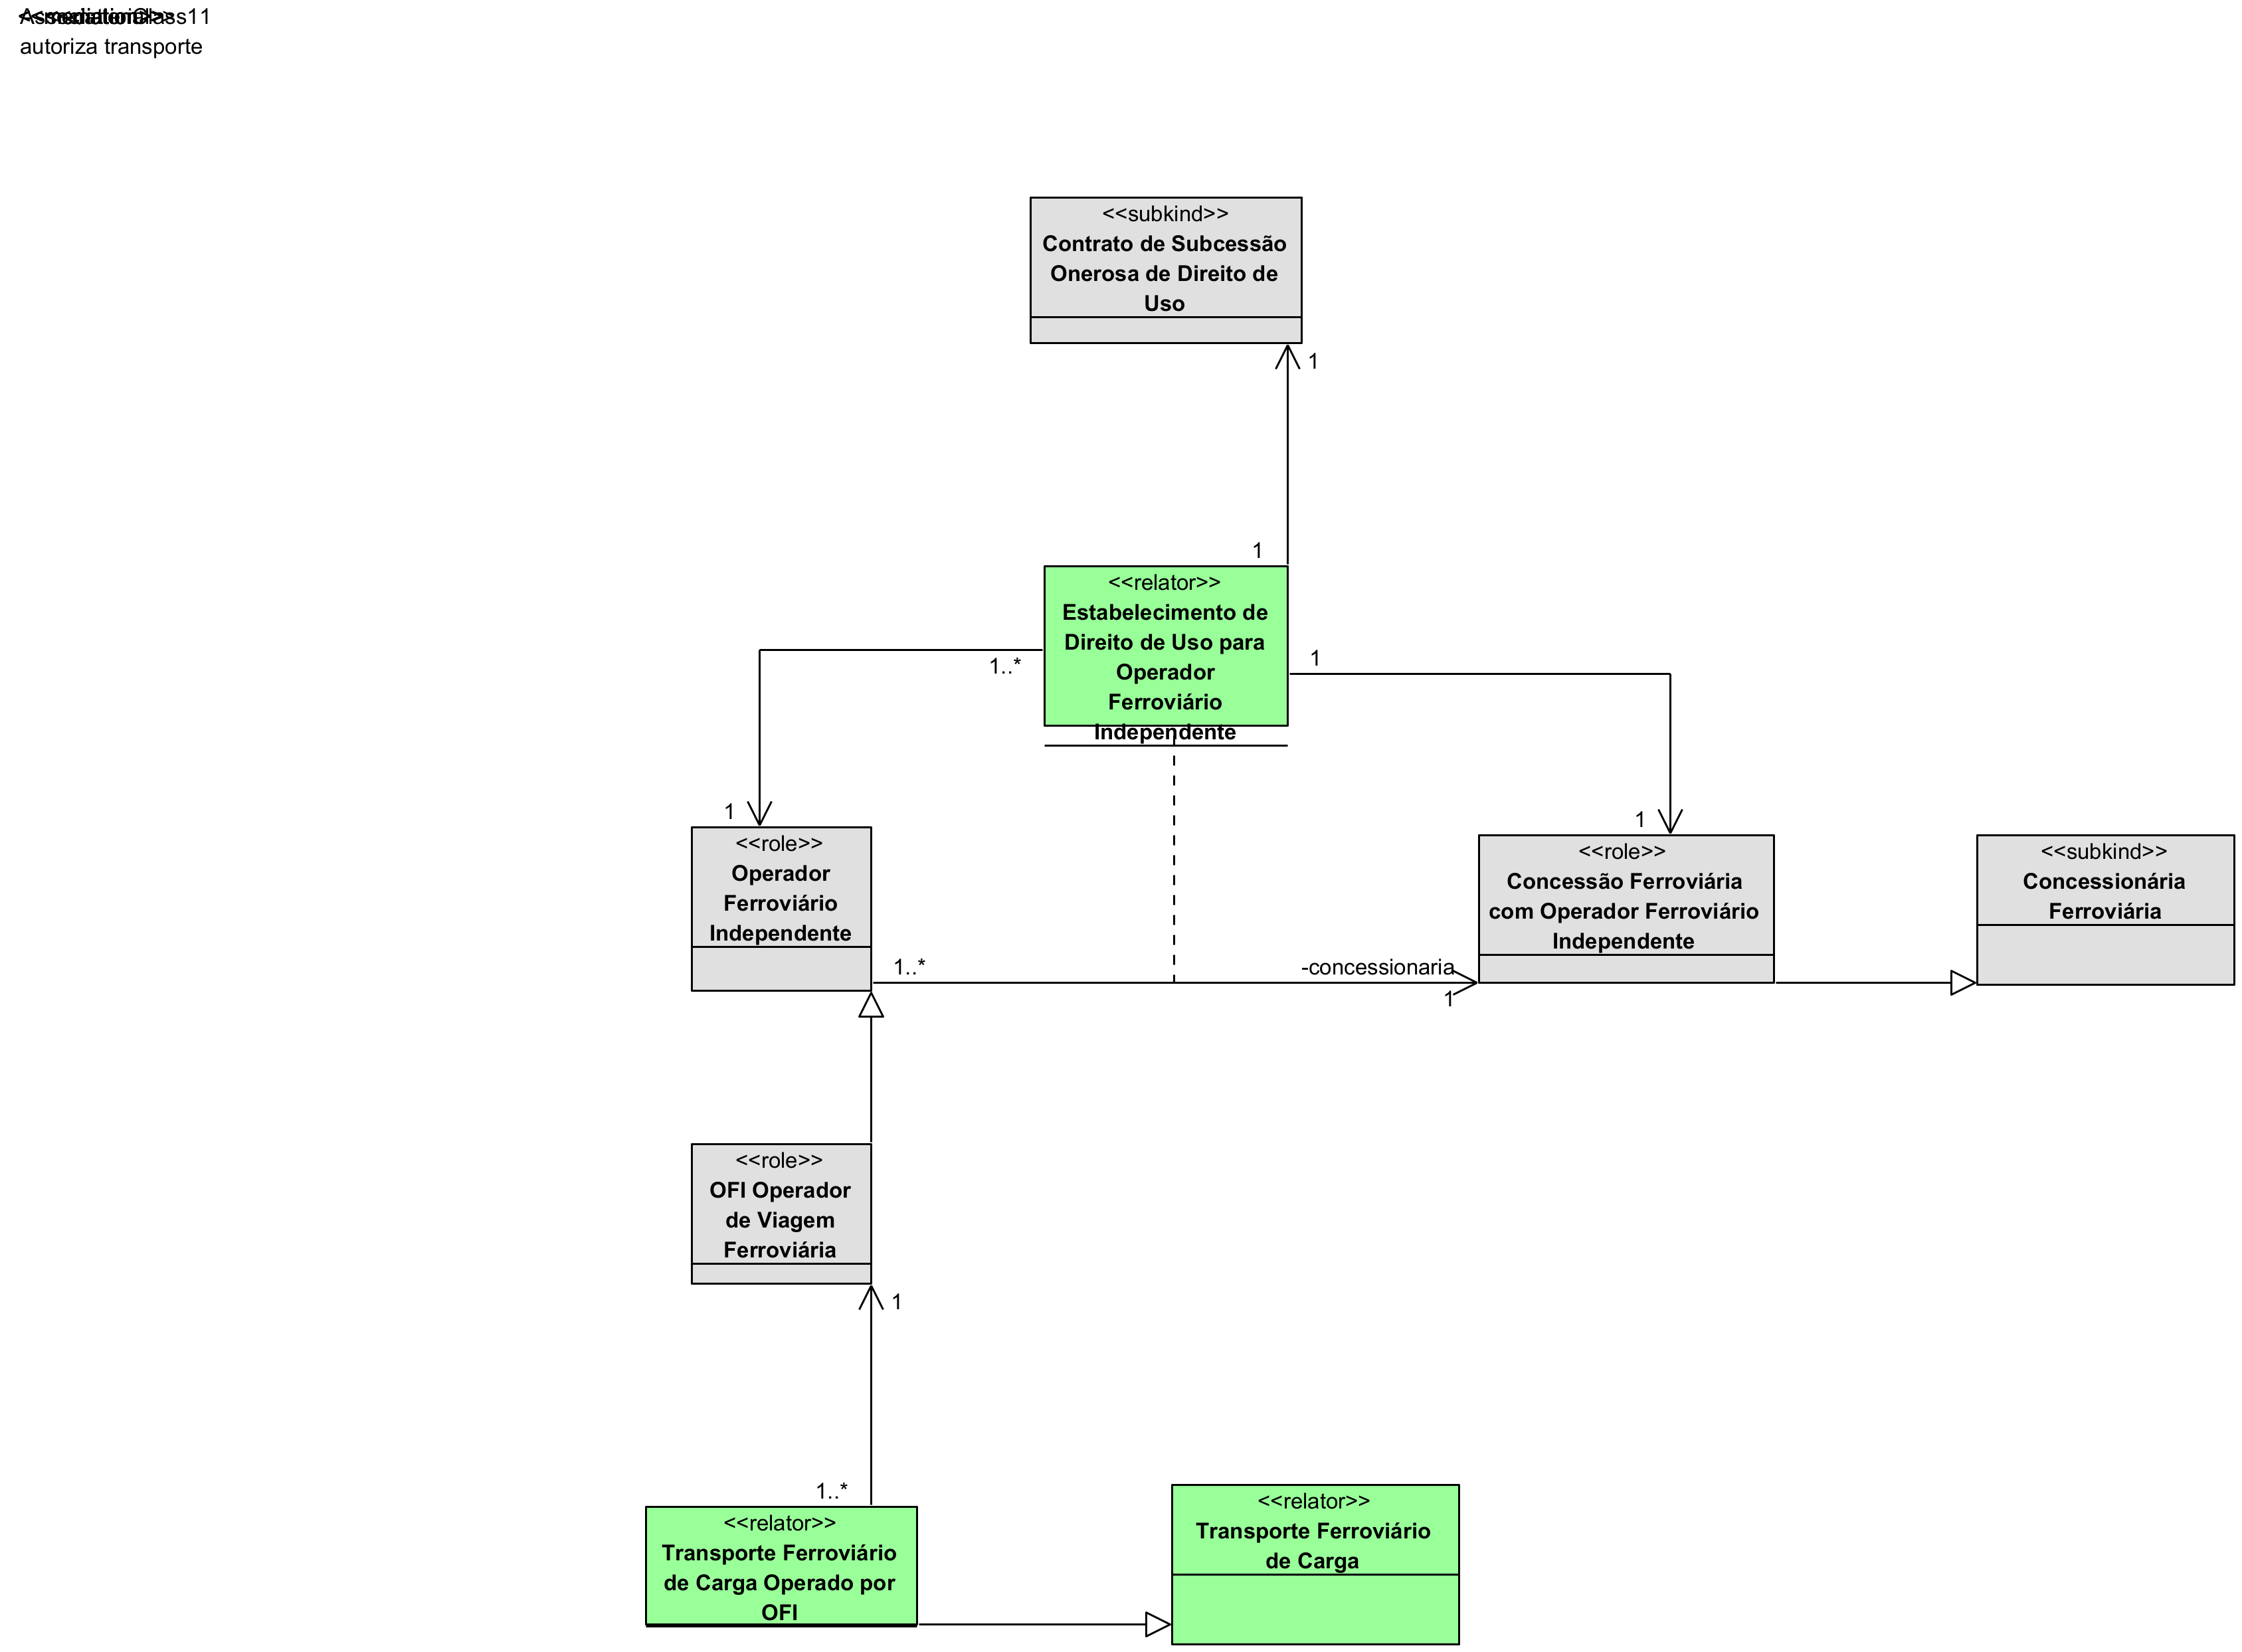 autoriza transporte
<<subkind>>
Contrato de Subcessão
Onerosa de Direito de
Uso
1
1
<<relator>>
Estabelecimento de
Direito de Uso para
Operador
Ferroviário
Independente
1..*
1
1
1
<<role>>
Operador
Ferroviário
Independente
<<role>>
Concessão Ferroviária
com Operador Ferroviário
Independente
<<subkind>>
Concessionária
Ferroviária
1..*
-concessionaria
1
<<role>>
OFI Operador
de Viagem
Ferroviária
1
1..*
<<relator>>
Transporte Ferroviário
de Carga Operado por
OFI
<<relator>>
Transporte Ferroviário
de Carga